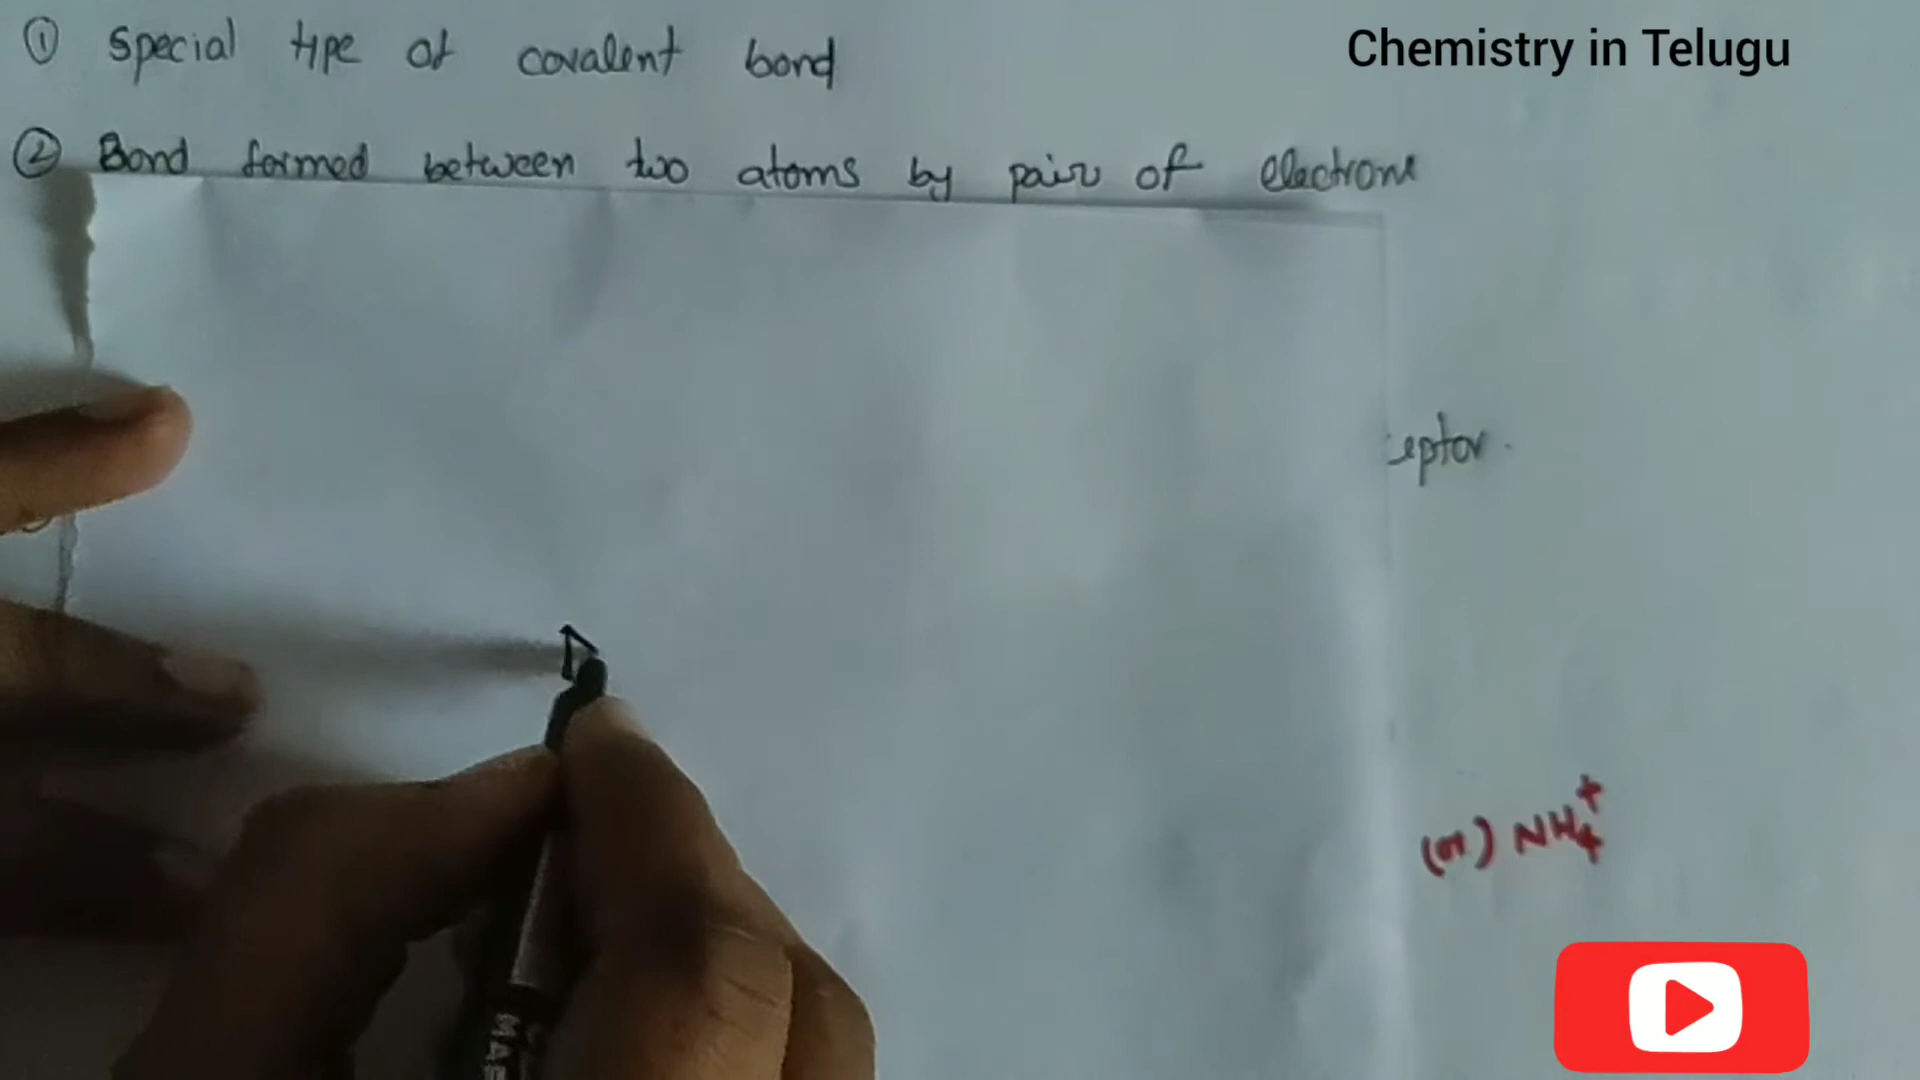 Chemistry in Telugu
① Special type of covalent bond
② Bond formed between two atoms by pair of electrons
eptor.
(or) NH4+
MA